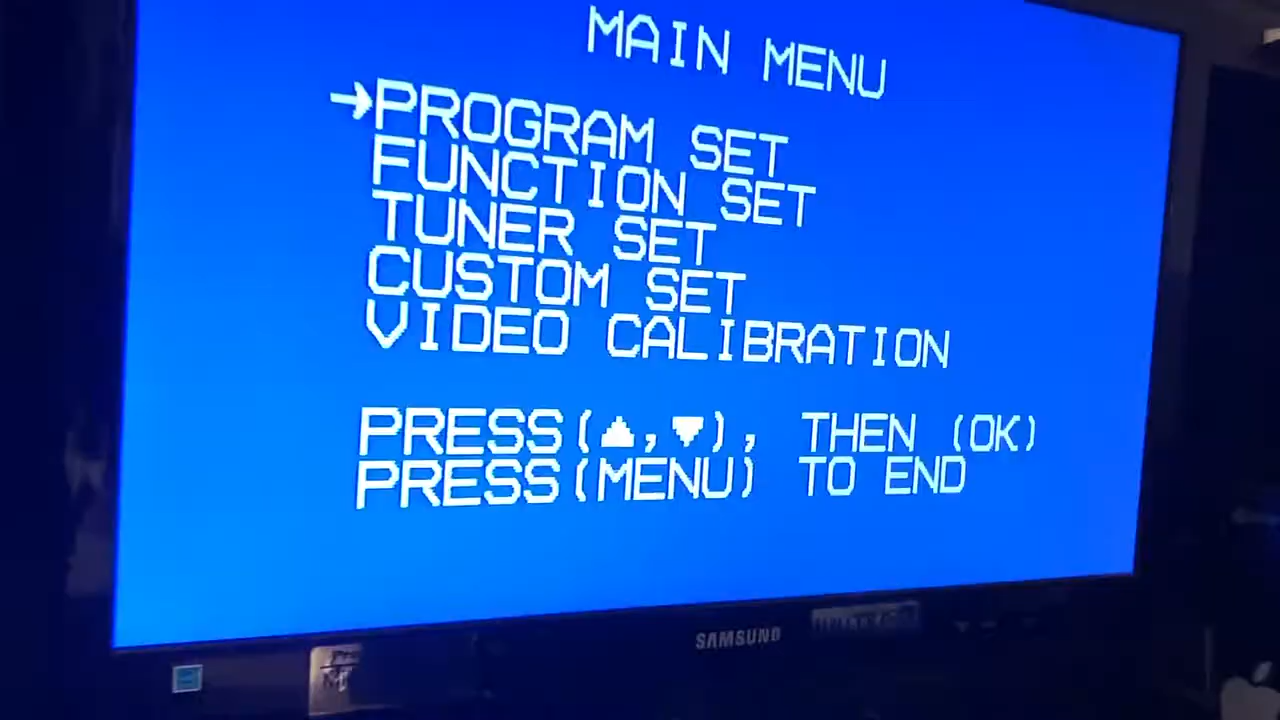 MAIN MENU
→PROGRAM SET
FUNCTION SET
TUNER SET
CUSTOM SET
VIDEO CALIBRATION
PRESS(▲,▼), THEN (OK)
PRESS(MENU) TO END
SAMSUNG